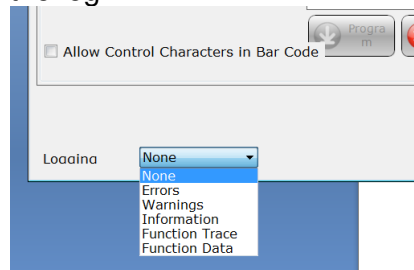 Progra
m
Allow Control Characters in Bar Code
Logging
None
None
Errors
Warnings
Information
Function Trace
Function Data